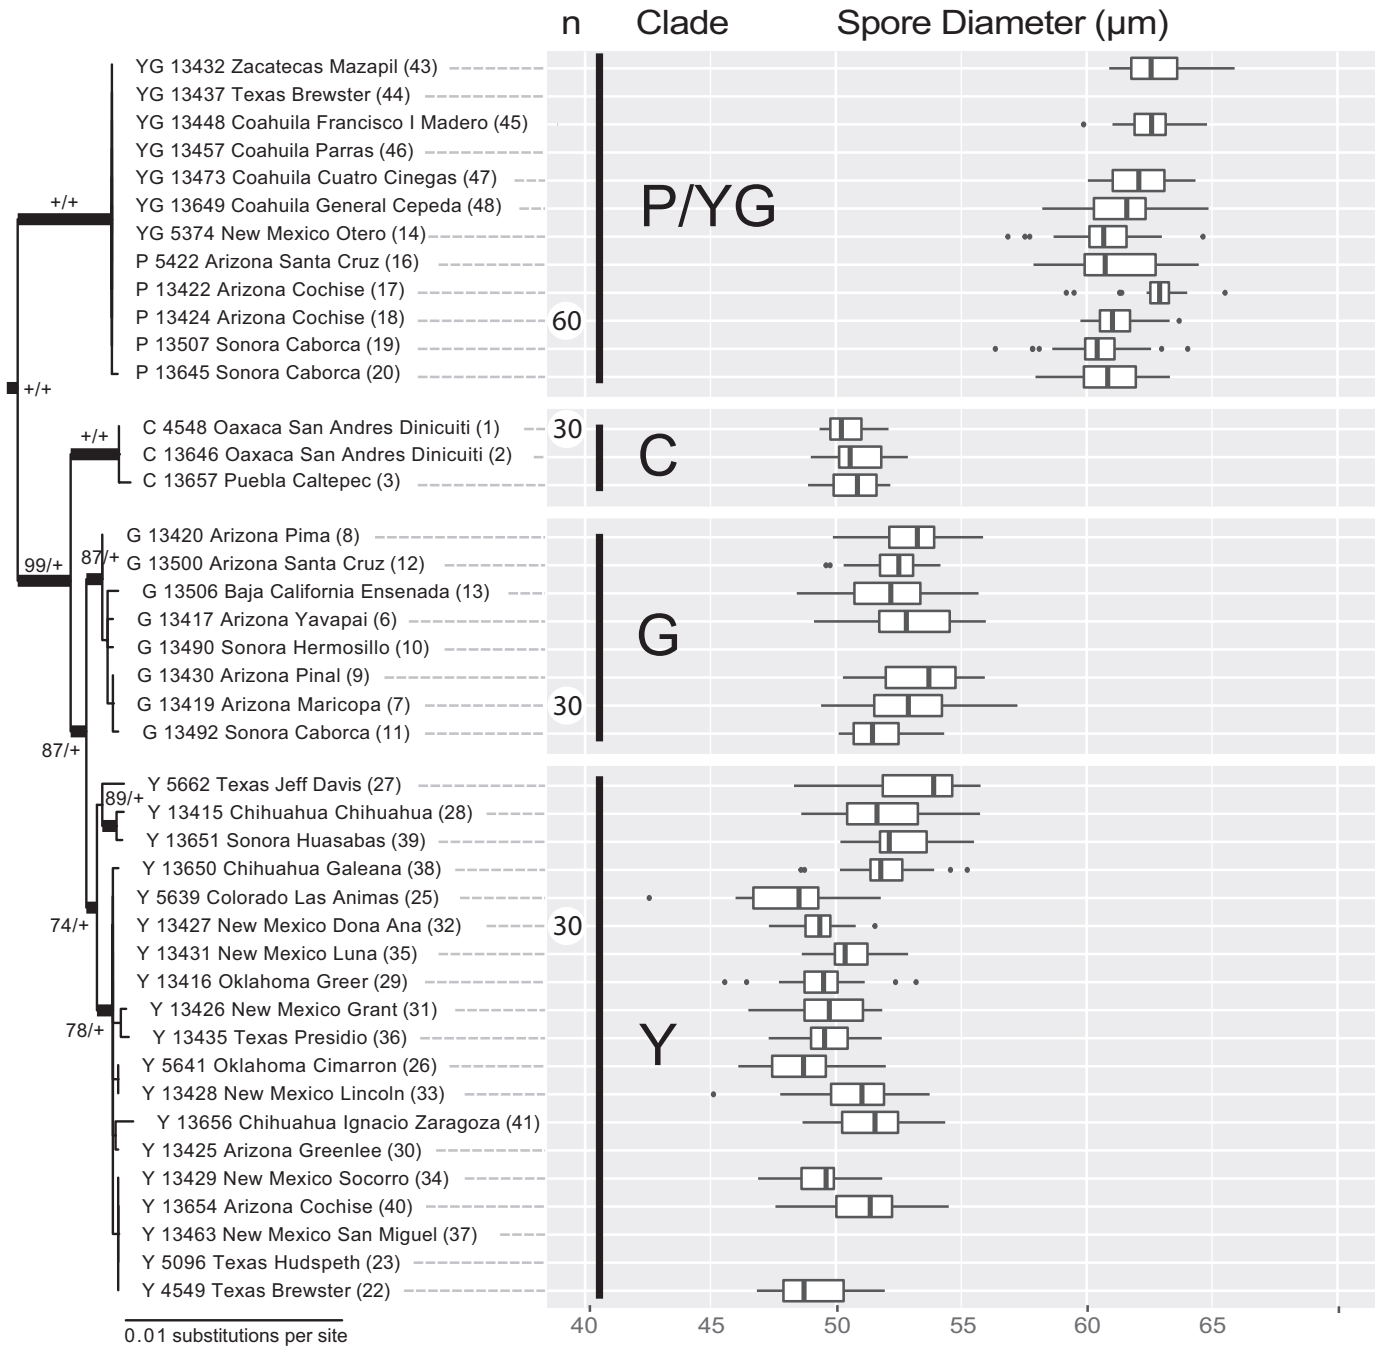 n Clade Spore Diameter (µm)
YG 13432 Zacatecas Mazapil (43)
YG 13437 Texas Brewster (44)
YG 13448 Coahuila Francisco I Madero (45)
YG 13457 Coahuila Parras (46)
YG 13473 Coahuila Cuatro Cinegas (47)
+/+
YG 13649 Coahuila General Cepeda (48)
P/YG
YG 5374 New Mexico Otero (14)
P 5422 Arizona Santa Cruz (16)
P 13422 Arizona Cochise (17)
P 13424 Arizona Cochise (18)
60
P 13507 Sonora Caborca (19)
P 13645 Sonora Caborca (20)
+/+
C 4548 Oaxaca San Andres Dinicuiti (1)
30
+/+
C 13646 Oaxaca San Andres Dinicuiti (2)
C
C 13657 Puebla Caltepec (3)
G 13420 Arizona Pima (8)
99/+
87/+
G 13500 Arizona Santa Cruz (12)
G 13506 Baja California Ensenada (13)
G 13417 Arizona Yavapai (6)
G
G 13490 Sonora Hermosillo (10)
G 13430 Arizona Pinal (9)
G 13419 Arizona Maricopa (7)
30
G 13492 Sonora Caborca (11)
87/+
Y 5662 Texas Jeff Davis (27)
89/+
Y 13415 Chihuahua Chihuahua (28)
Y 13651 Sonora Huasabas (39)
Y 13650 Chihuahua Galeana (38)
Y 5639 Colorado Las Animas (25)
74/+
Y 13427 New Mexico Dona Ana (32)
30
Y 13431 New Mexico Luna (35)
Y 13416 Oklahoma Greer (29)
Y 13426 New Mexico Grant (31)
78/+
Y 13435 Texas Presidio (36)
Y
Y 5641 Oklahoma Cimarron (26)
Y 13428 New Mexico Lincoln (33)
Y 13656 Chihuahua Ignacio Zaragoza (41)
Y 13425 Arizona Greenlee (30)
Y 13429 New Mexico Socorro (34)
Y 13654 Arizona Cochise (40)
Y 13463 New Mexico San Miguel (37)
Y 5096 Texas Hudspeth (23)
Y 4549 Texas Brewster (22)
0.01 substitutions per site
40 45 50 55 60 65